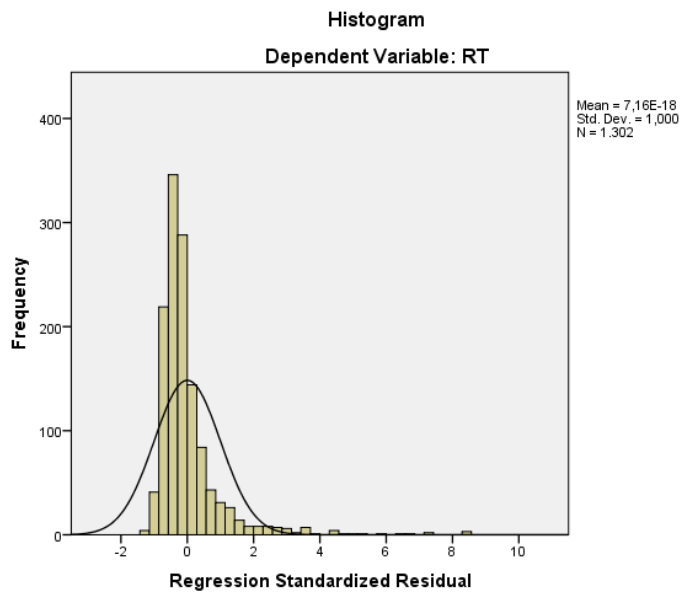 Histogram
Dependent Variable: RT
Mean = 7,16E-18
Std. Dev. = 1,000
N = 1.302
400
300
200
100
0
Frequency
-2 0 2 4 6 8 10
Regression Standardized Residual